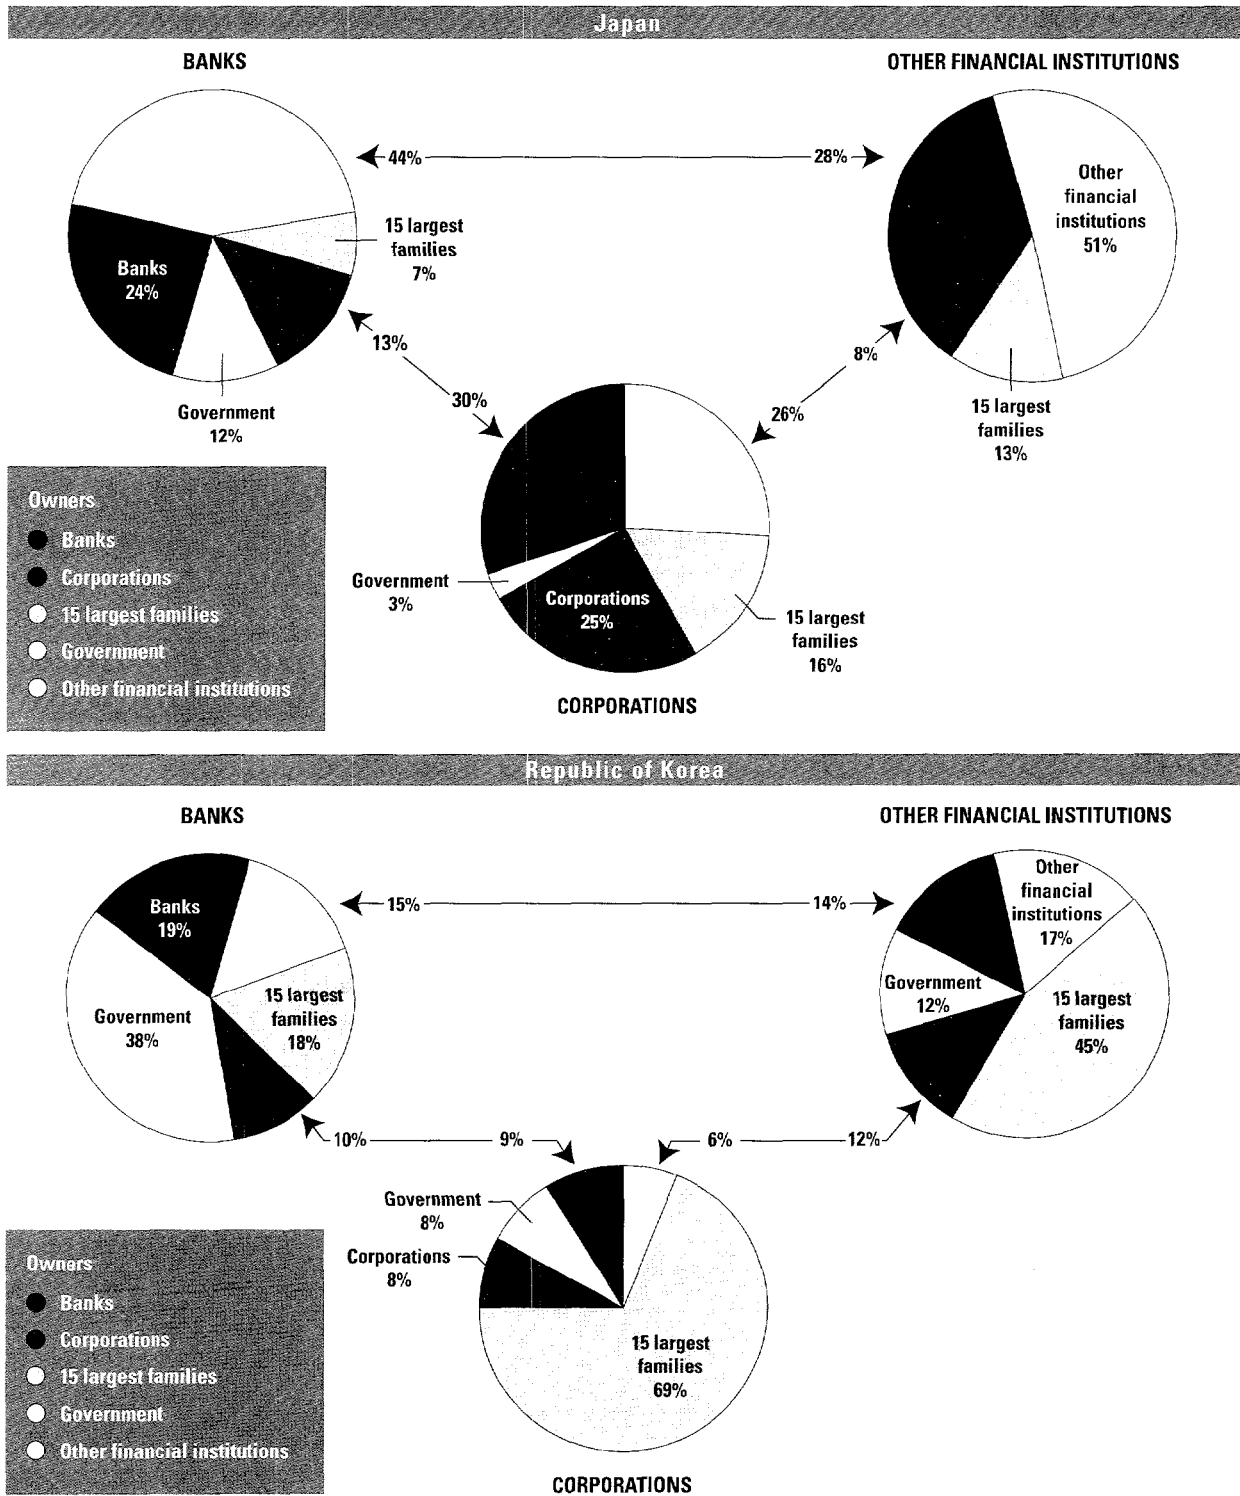 Japan
BANKS
OTHER FINANCIAL INSTITUTIONS
44%
28%
Other
financial
institutions
51%
15 largest
families
7%
Banks
24%
13%
8%
Government
12%
30%
26%
15 largest
families
13%
Owners
Banks
Corporations
15 largest families
Government
Other financial institutions
Government
3%
Corporations
25%
15 largest
families
16%
CORPORATIONS
Republic of Korea
BANKS
OTHER FINANCIAL INSTITUTIONS
Banks
19%
15%
14%
Other
financial
institutions
17%
Government
38%
15 largest
families
18%
Government
12%
15 largest
families
45%
10%
9%
6%
12%
Government
8%
Corporations
8%
15 largest
families
69%
Owners
Banks
Corporations
15 largest families
Government
Other financial institutions
CORPORATIONS